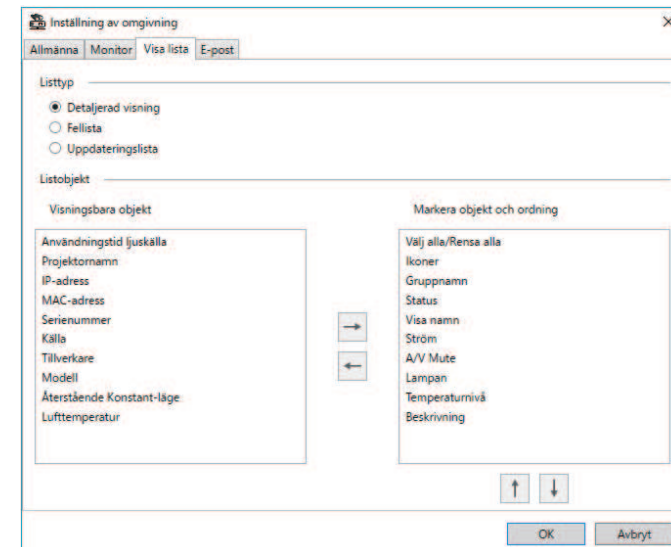 Inställning av omgivning
Allmänna Monitor Visa lista E-post
Listtyp
Detaljerad visning
Fellista
Uppdateringslista
Listobjekt
Visningsbara objekt
Användningstid ljuskälla
Projektornamn
IP-adress
MAC-adress
Serienummer
Källa
Tillverkare
Modell
Återstående Konstant-läge
Lufttemperatur
Markera objekt och ordning
Välj alla/Rensa alla
Ikoner
Gruppnamn
Status
Visa namn
Ström
A/V Mute
Lampan
Temperaturnivå
Beskrivning
OK Avbryt